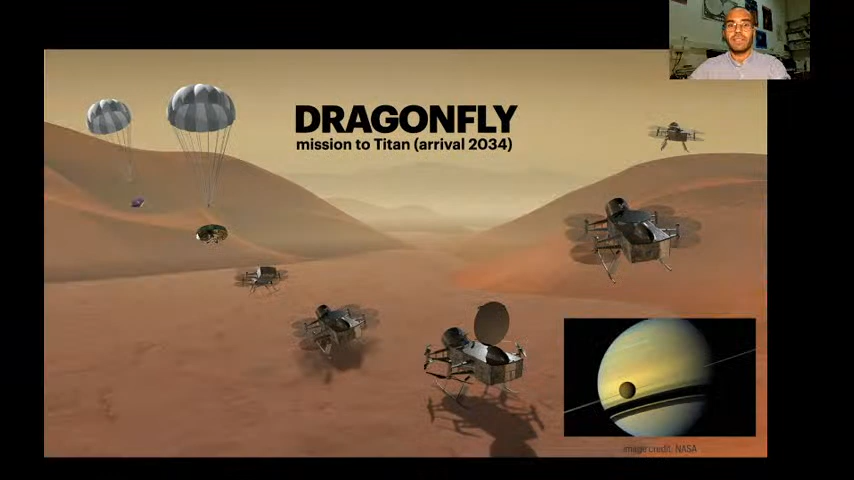 DRAGONFLY
mission to Titan (arrival 2034)
image credit, NASA